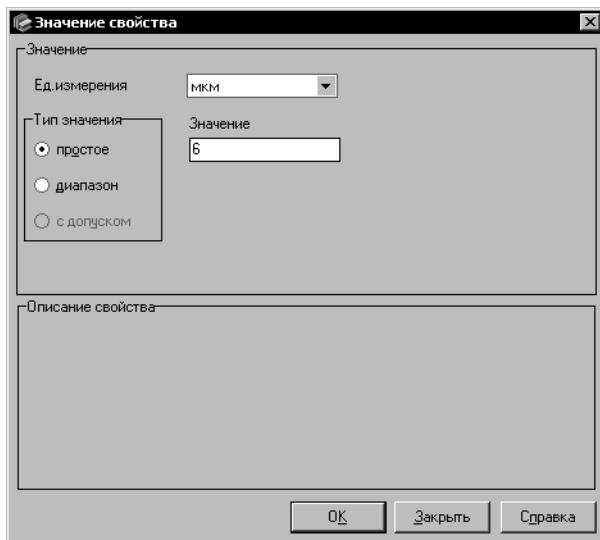 Значение свойства
Значение
Ед.измерения
мкм
Тип значения
Значение
простое
6
диапазон
с допуском
Описание свойства
OK
Закрыть
Справка